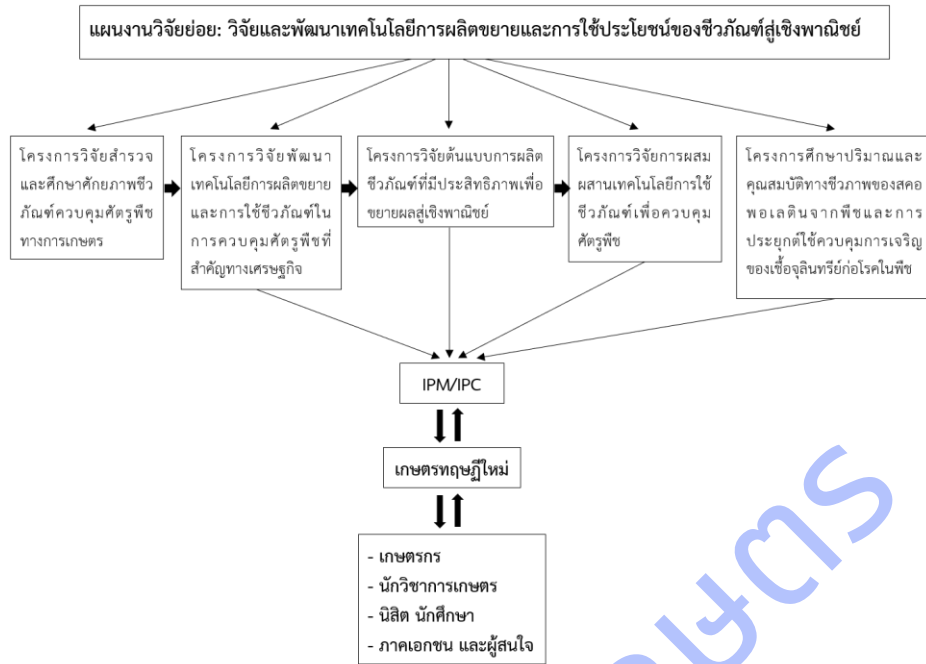 แผนงานวิจัยย่อย: วิจัยและพัฒนาเทคโนโลยีการผลิตขยายและการใช้ประโยชน์ของชีวภัณฑ์สู่เชิงพาณิชย์
โครงการวิจัยสำรวจ
และศึกษาศักยภาพชีว
ภัณฑ์ควบคุมศัตรูพืช
ทางการเกษตร
โครงการวิจัยพัฒนา
เทคโนโลยีการผลิตขยาย
และการใช้ชีวภัณฑ์ใน
การควบคุมศัตรูพืชที่
สำคัญทางเศรษฐกิจ
โครงการวิจัยต้นแบบการผลิต
ชีวภัณฑ์ที่มีประสิทธิภาพเพื่อ
ขยายผลสู่เชิงพาณิชย์
โครงการวิจัยการผสม
ผสานเทคโนโลยีการใช้
ชีวภัณฑ์เพื่อควบคุม
ศัตรูพืช
โครงการศึกษาปริมาณและ
คุณสมบัติทางชีวภาพของสคอ
พอเลตินจากพืชและการ
ประยุกต์ใช้ควบคุมการเจริญ
ของเชื้อจุลินทรีย์ก่อโรคในพืช
IPM/IPC
เกษตรทฤษฎีใหม่
- เกษตรกร
- นักวิชาการเกษตร
- นิสิต นักศึกษา
- ภาคเอกชน และผู้สนใจ